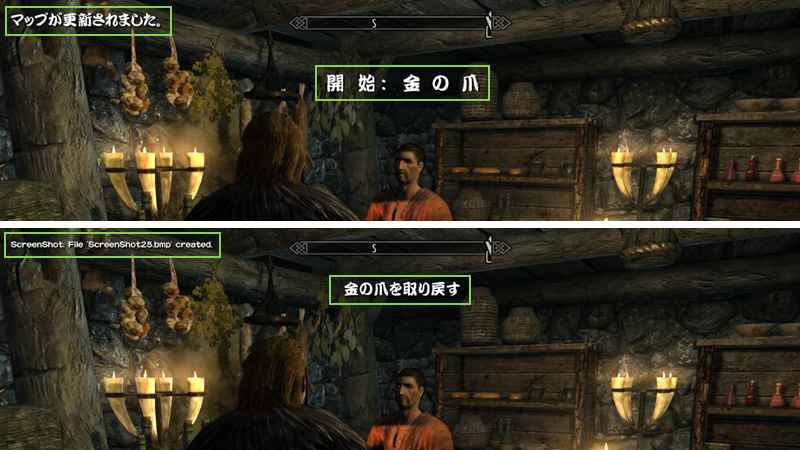 マップが更新されました。
S
N
開始: 金の爪
ScreenShot: File 'ScreenShot25.bmp' created.
S
N
金の爪を取り戻す